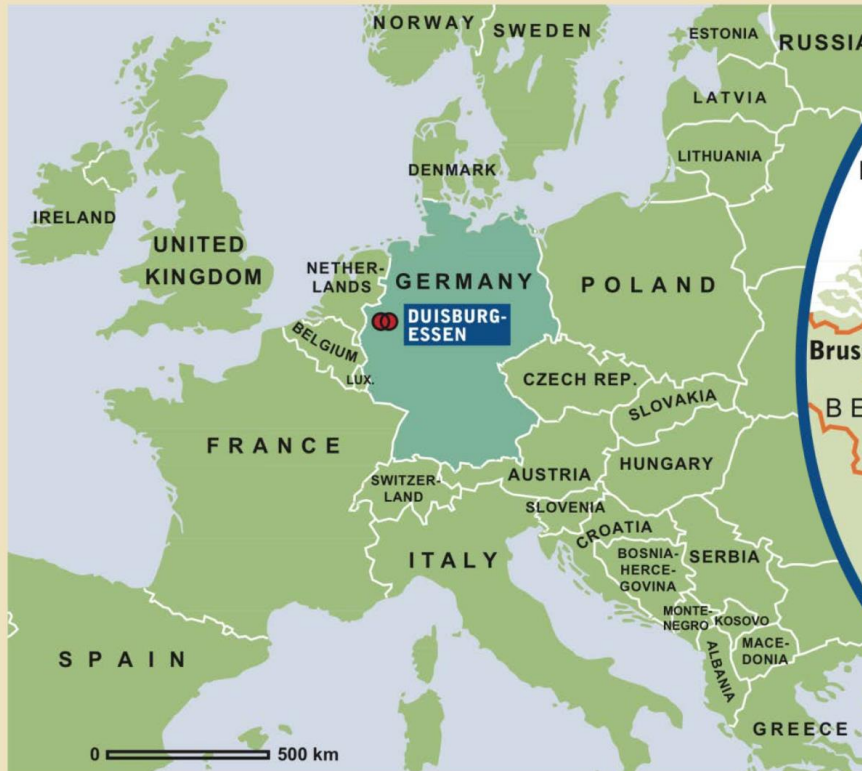 NORWAY
SWEDEN
ESTONIA
RUSSIA
LATVIA
LITHUANIA
DENMARK
IRELAND
UNITED
KINGDOM
NETHER-
LANDS
GERMANY
POLAND
DUISBURG-
ESSEN
BELGIUM
LUX.
CZECH REP.
SLOVAKIA
FRANCE
SWITZER-
LAND
AUSTRIA
HUNGARY
SLOVENIA
CROATIA
ITALY
BOSNIA-
HERCE-
GOVINA
SERBIA
MONTE-
NEGRO
KOSOVO
MACE-
DONIA
ALBANIA
SPAIN
GREECE
0 500 km
Brus
BE